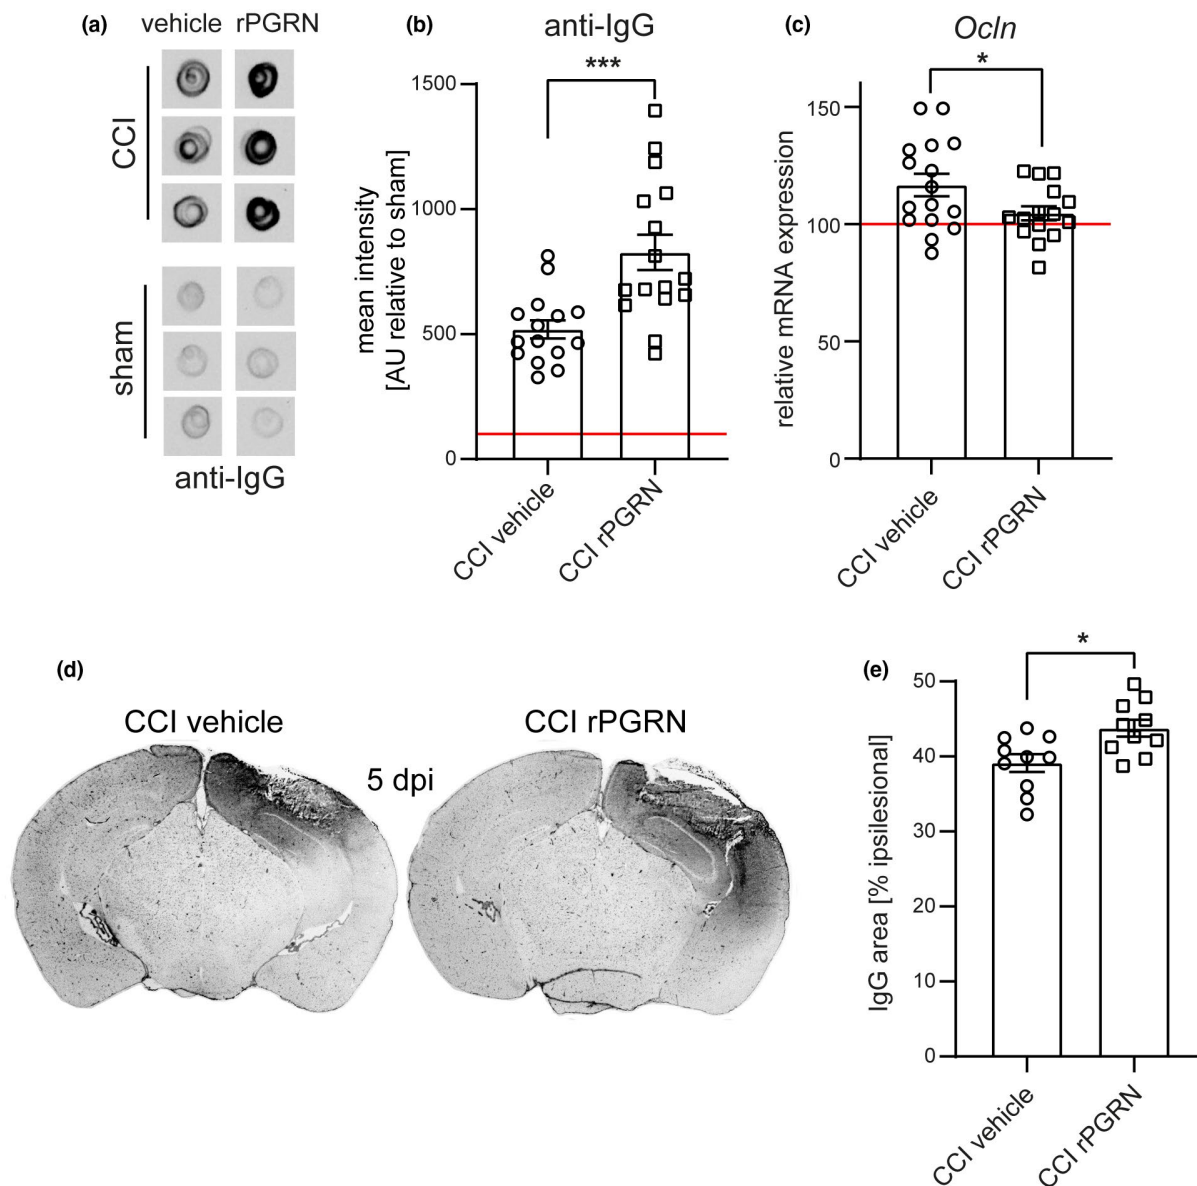 (a)
vehicle rPGRN
CCI
sham
anti-IgG
(b)
anti-IgG
***
mean intensity
[AU relative to sham]
1500
1000
500
0
CCI vehicle
CCI rPGRN
(c)
Ocln
*
relative mRNA expression
150
100
50
0
CCI vehicle
CCI rPGRN
(d)
CCI vehicle
CCI rPGRN
5 dpi
(e)
*
IgG area [% ipsilesional]
50
40
30
20
10
0
CCI vehicle
CCI rPGRN